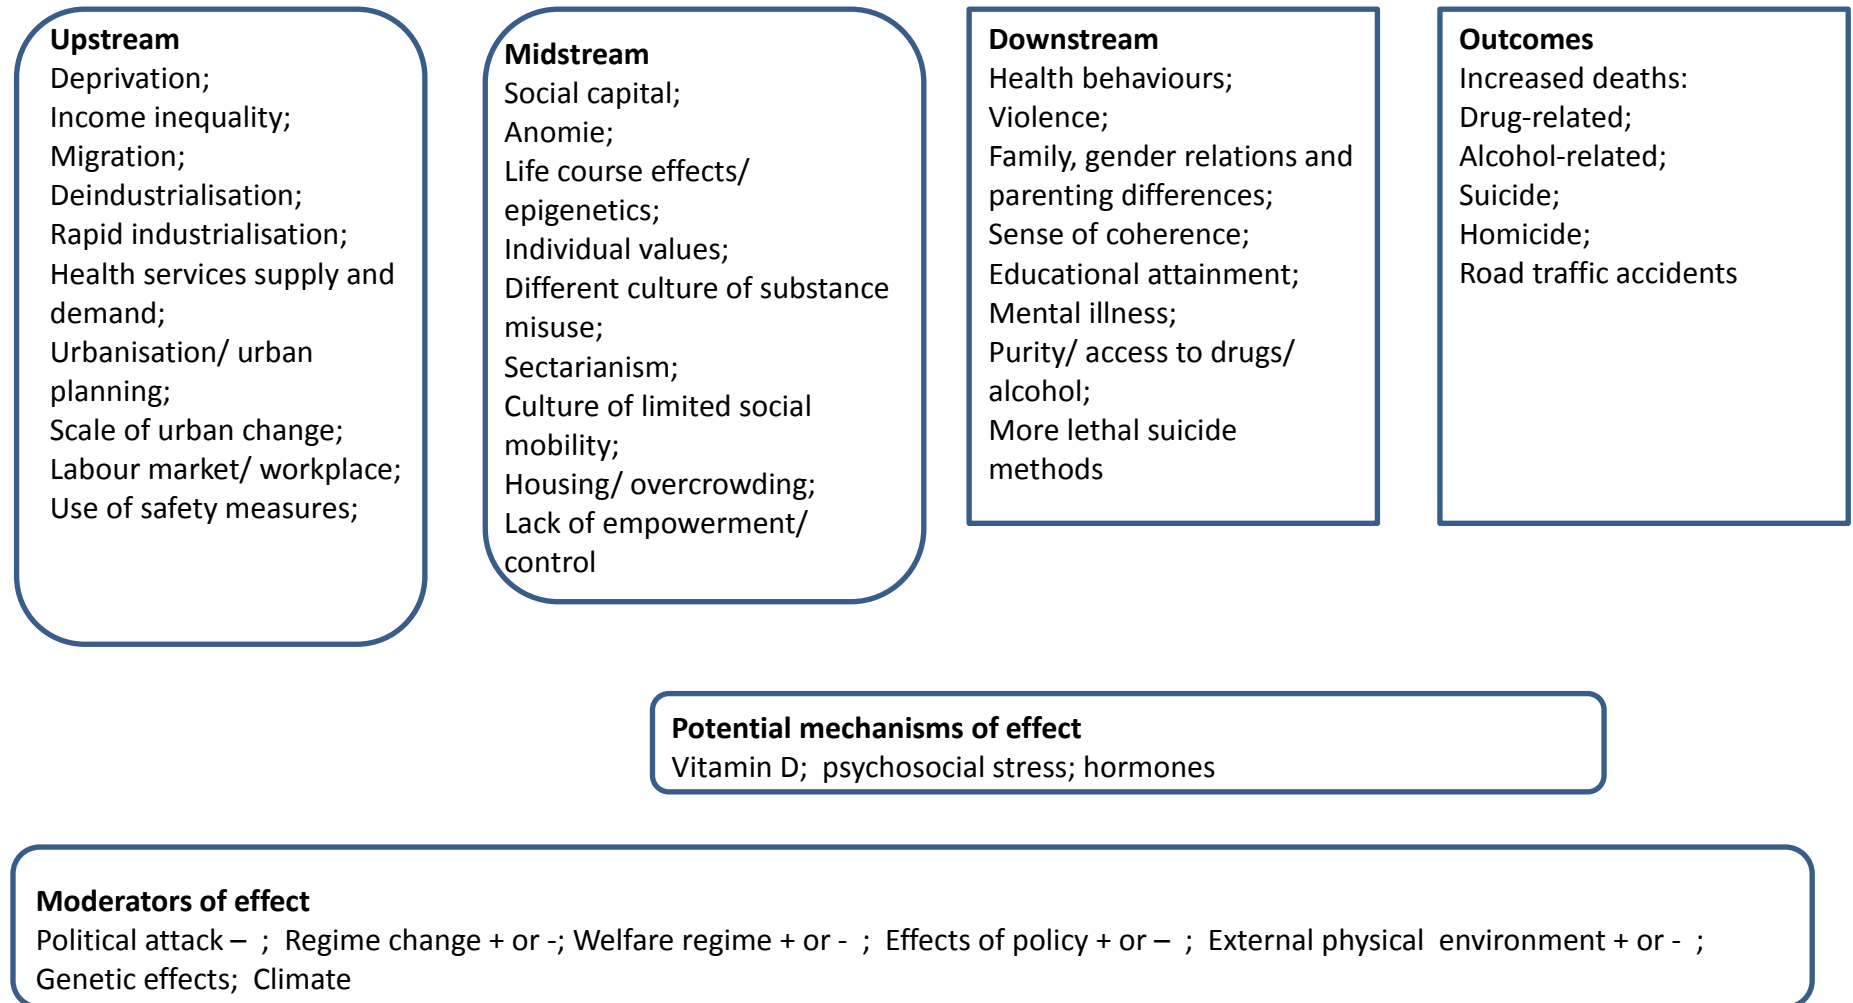 Upstream
Deprivation;
Income inequality;
Migration;
Deindustrialisation;
Rapid industrialisation;
Health services supply and
demand;
Urbanisation/ urban
planning;
Scale of urban change;
Labour market/ workplace;
Use of safety measures;
Midstream
Social capital;
Anomie;
Life course effects/
epigenetics;
Individual values;
Different culture of substance
misuse;
Sectarianism;
Culture of limited social
mobility;
Housing/ overcrowding;
Lack of empowerment/
control
Downstream
Health behaviours;
Violence;
Family, gender relations and
parenting differences;
Sense of coherence;
Educational attainment;
Mental illness;
Purity/ access to drugs/
alcohol;
More lethal suicide
methods
Outcomes
Increased deaths:
Drug-related;
Alcohol-related;
Suicide;
Homicide;
Road traffic accidents
Potential mechanisms of effect
Vitamin D;  psychosocial stress; hormones
Moderators of effect
Political attack –  ;  Regime change + or -; Welfare regime + or -  ;  Effects of policy + or –  ;  External physical  environment + or -  ;
Genetic effects;  Climate